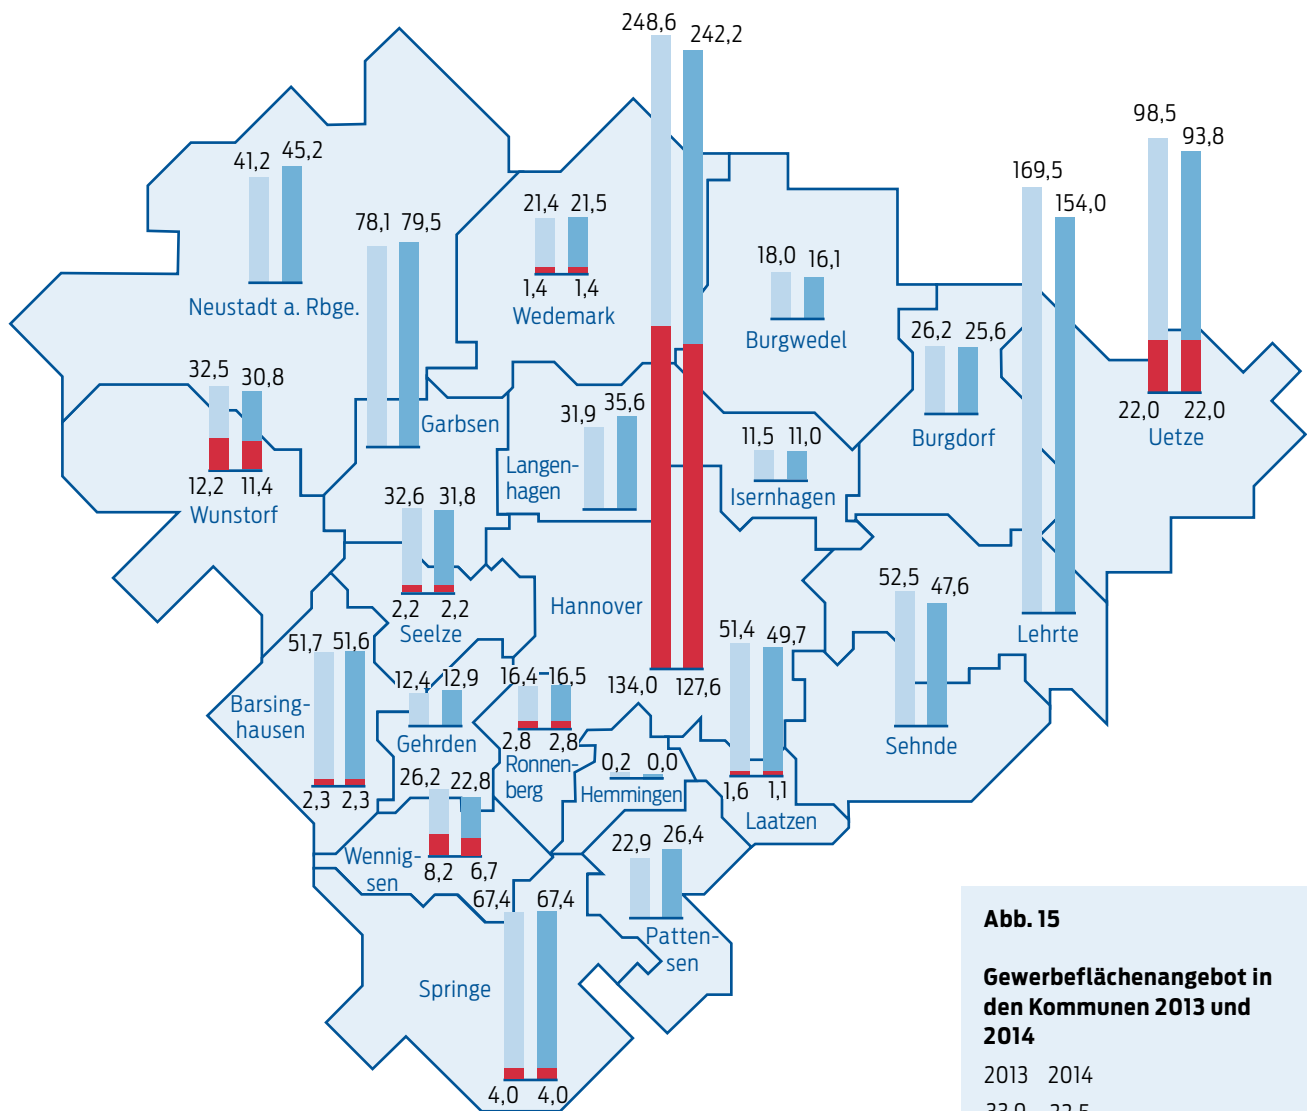 248,6 242,2
98,5 93,8
41,2 45,2
169,5 154,0
78,1 79,5
21,4 21,5
1,4 1,4
Wedemark
18,0 16,1
Burgwedel
Neustadt a. Rbge.
26,2 25,6
Burgdorf
22,0 22,0
Uetze
32,5 30,8
12,2 11,4
Wunstorf
Garbsen
31,9 35,6
Langen-
hagen
11,5 11,0
Isernhagen
32,6 31,8
2,2 2,2
Seelze
Hannover
134,0 127,6
52,5 47,6
Sehnde
Lehrte
51,7 51,6
Barsing-
hausen
2,3 2,3
12,4 12,9
Gehrden
16,4 16,5
2,8 2,8
Ronnen-
berg
0,2 0,0
Hemmingen
51,4 49,7
1,6 1,1
Laatzen
26,2 22,8
Wennig-
sen
8,2 6,7
22,9 26,4
Patten-
sen
67,4 67,4
Springe
4,0 4,0
Abb. 15
Gewerbeflächenangebot in
den Kommunen 2013 und
2014
2013 2014